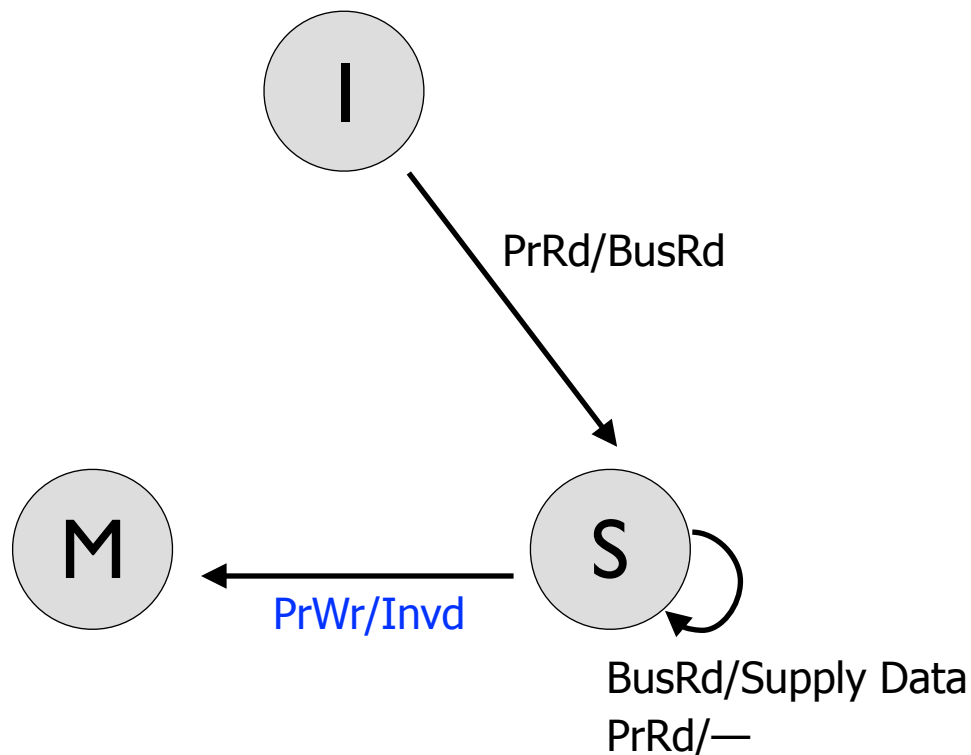 I
PrRd/BusRd
M
S
PrWr/Invd
BusRd/Supply Data
PrRd/—